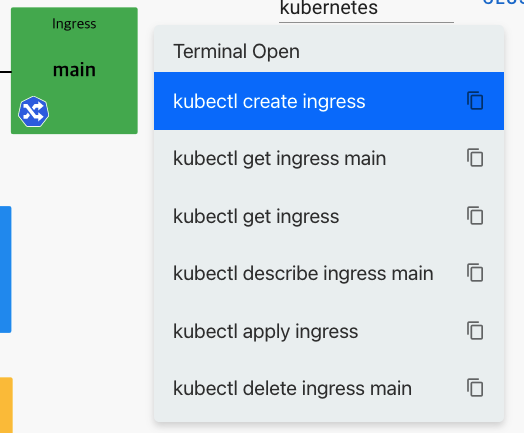 kubernetes
Ingress
main
Terminal Open
kubectl create ingress
kubectl get ingress main
kubectl get ingress
kubectl describe ingress main
kubectl apply ingress
kubectl delete ingress main